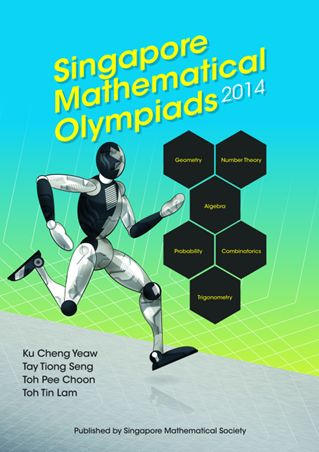 Singapore
Mathematical
Olympiads 2014
Geometry
Number Theory
Algebra
Probability
Combinatorics
Trigonometry
Ku Cheng Yeaw
Tay Tiong Seng
Toh Pee Choon
Toh Tin Lam
Published by Singapore Mathematical Society